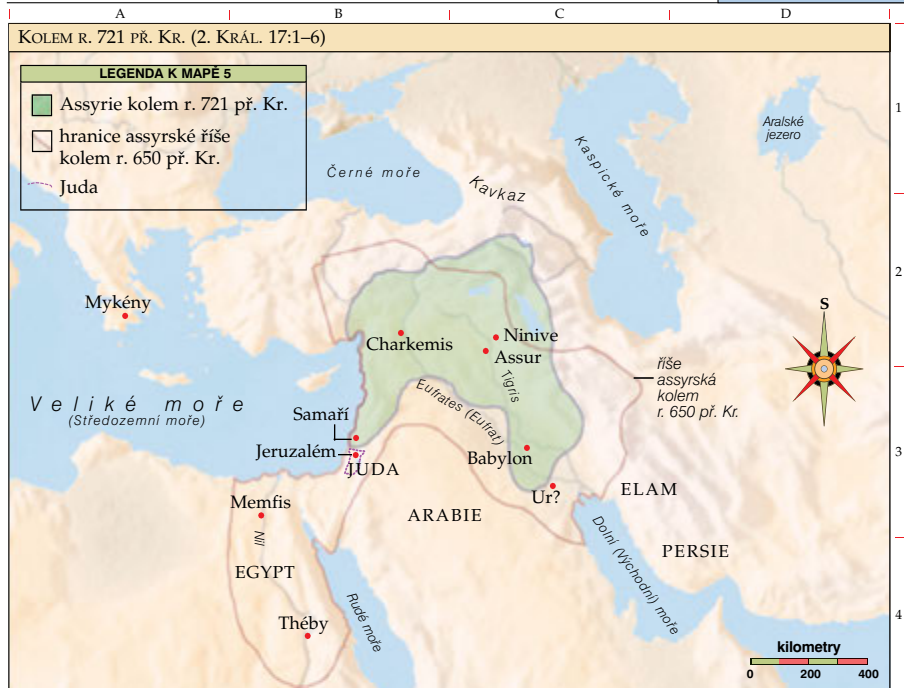 A B C D
KOLEM R. 721 PŘ. KR. (2. KRÁL. 17:1–6)
LEGENDA K MAPĚ 5
Assyrie kolem r. 721 př. Kr.
hranice assyrské říše
kolem r. 650 př. Kr.
Juda
1
Aralské
jezero
Černé moře
Kavkaz
Kaspické moře
2
Mykény
S
Charkemis
Ninive
Assur
Tigris
říše
assyrská
kolem
r. 650 př. Kr.
Veliké moře
(Středozemní moře)
Eufrates (Eufrat)
Samaří
3
Jeruzalém
JUDA
Babylon
Ur?
ELAM
Memfis
ARABIE
Nil
Dolní (Východní) moře
PERSIE
EGYPT
Rudé moře
4
Théby
kilometry
0 200 400